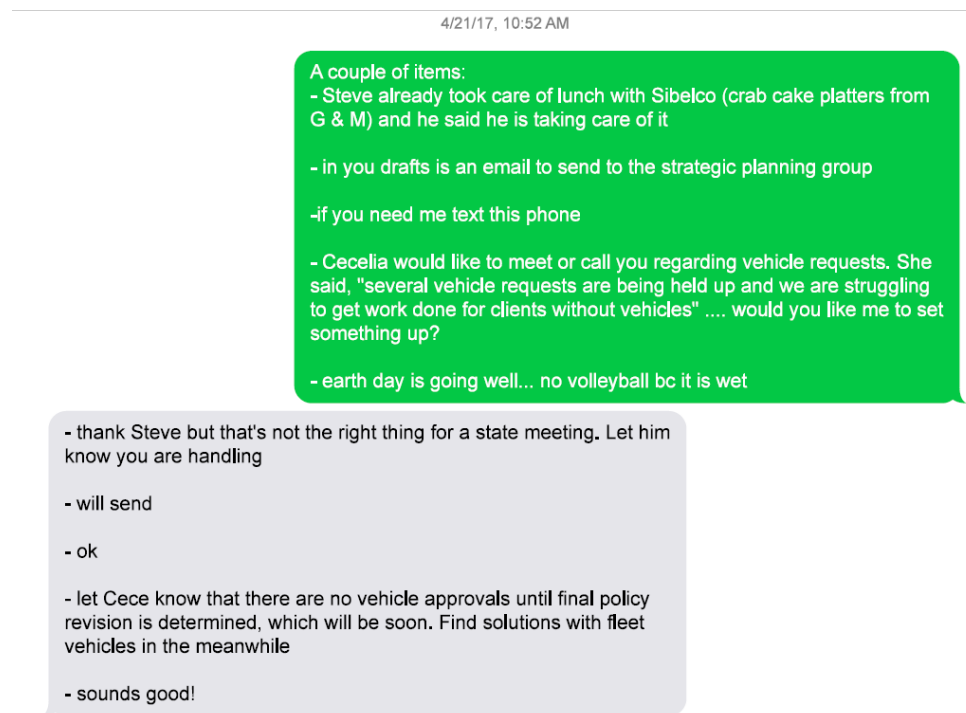 4/21/17, 10:52 AM
A couple of items:
- Steve already took care of lunch with Sibelco (crab cake platters from
G & M) and he said he is taking care of it
- in you drafts is an email to send to the strategic planning group
-if you need me text this phone
- Cecelia would like to meet or call you regarding vehicle requests. She
said, "several vehicle requests are being held up and we are struggling
to get work done for clients without vehicles" .... would you like me to set
something up?
- earth day is going well... no volleyball bc it is wet
- thank Steve but that's not the right thing for a state meeting. Let him
know you are handling
- will send
- ok
- let Cece know that there are no vehicle approvals until final policy
revision is determined, which will be soon. Find solutions with fleet
vehicles in the meanwhile
- sounds good!